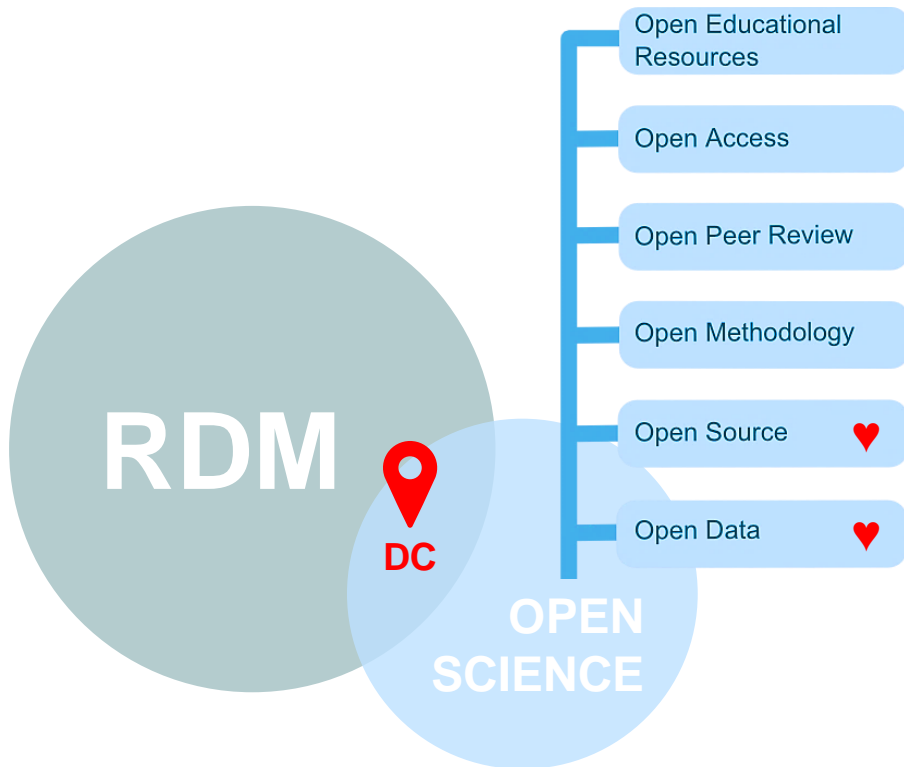 Open Educational
Resources
Open Access
Open Peer Review
Open Methodology
Open Source
Open Data
RDM
DC
OPEN
SCIENCE